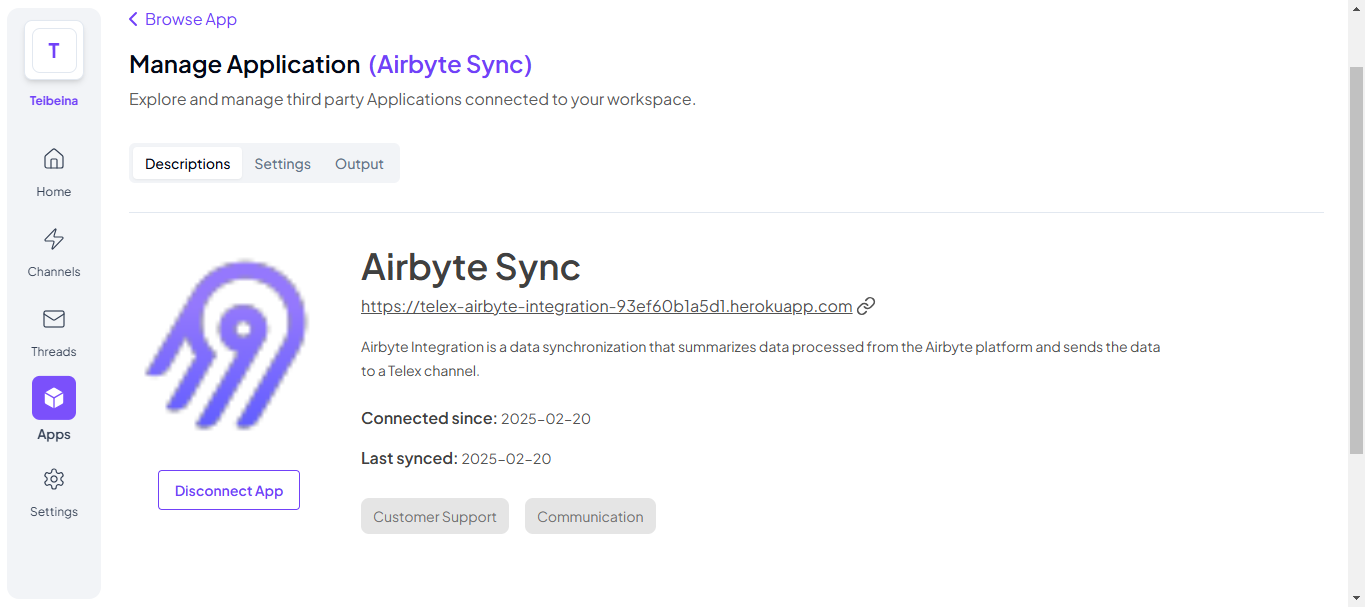 T
Teibeina
Home
Channels
Threads
Apps
Settings
Browse App
Manage Application (Airbyte Sync)
Explore and manage third party Applications connected to your workspace.
Descriptions Settings Output
Airbyte Sync
https://telex-airbyte-integration-93ef60b1a5d1.herokuapp.com
Airbyte Integration is a data synchronization that summarizes data processed from the Airbyte platform and sends the data
to a Telex channel.
Connected since: 2025-02-20
Last synced: 2025-02-20
Disconnect App
Customer Support Communication